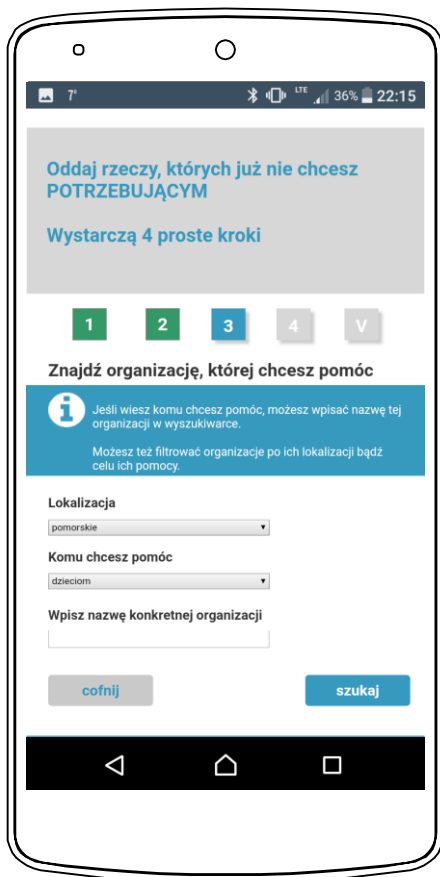 7° LTE 36% 22:15
Oddaj rzeczy, których już nie chcesz
POTRZEBUJĄCYM
Wystarczą 4 proste kroki
1 2 3 4 V
Znajdź organizację, której chcesz pomóc
i Jeśli wiesz komu chcesz pomóc, możesz wpisać nazwę tej
organizacji w wyszukiwarce.
Możesz też filtrować organizacje po ich lokalizacji bądź
celu ich pomocy.
Lokalizacja
pomorskie
Komu chcesz pomóc
dzieciom
Wpisz nazwę konkretnej organizacji
cofnij szukaj